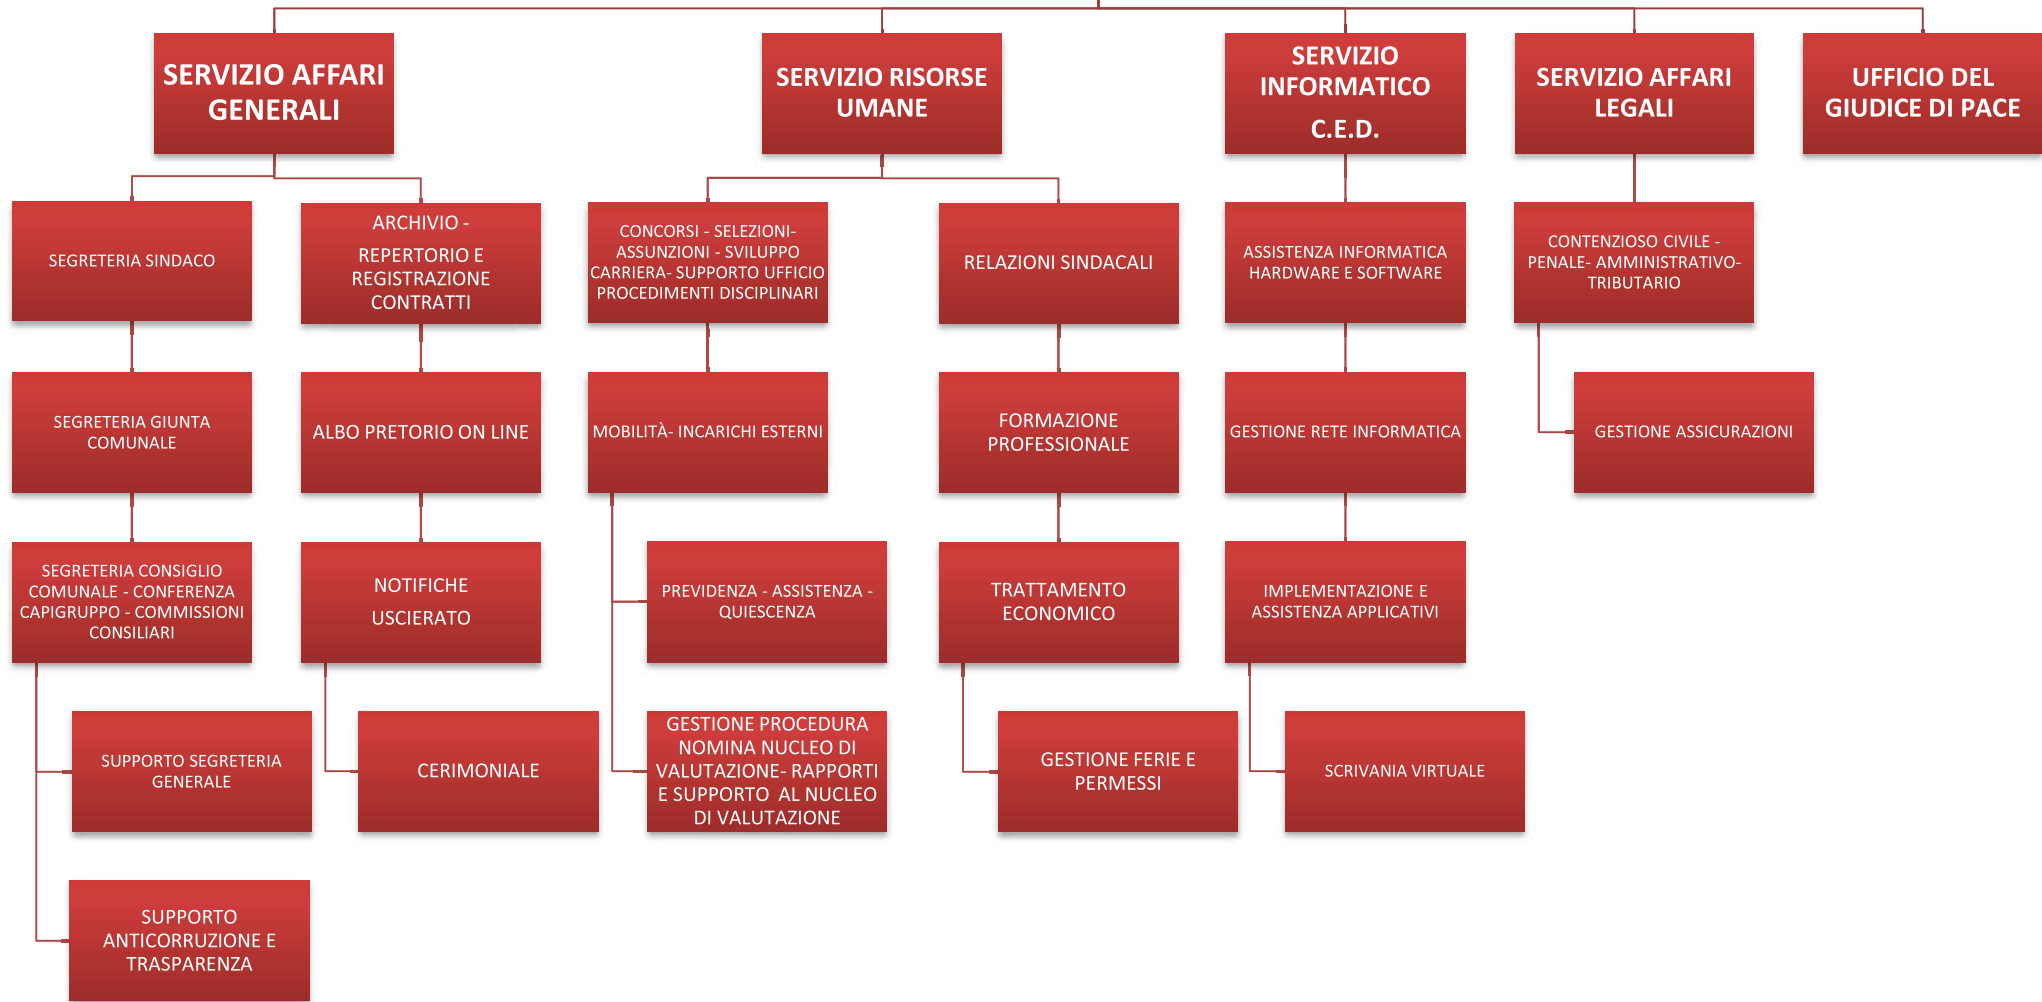 SERVIZIO AFFARI
GENERALI
SERVIZIO RISORSE
UMANE
SERVIZIO
INFORMATICO
C.E.D.
SERVIZIO AFFARI
LEGALI
UFFICIO DEL
GIUDICE DI PACE
SEGRETERIA SINDACO
ARCHIVIO -
REPERTORIO E
REGISTRAZIONE
CONTRATTI
CONCORSI - SELEZIONI-
ASSUNZIONI - SVILUPPO
CARRIERA- SUPPORTO UFFICIO
PROCEDIMENTI DISCIPLINARI
RELAZIONI SINDACALI
ASSISTENZA INFORMATICA
HARDWARE E SOFTWARE
CONTENZIOSO CIVILE -
PENALE- AMMINISTRATIVO-
TRIBUTARIO
SEGRETERIA GIUNTA
COMUNALE
ALBO PRETORIO ON LINE
MOBILITÀ- INCARICHI ESTERNI
FORMAZIONE
PROFESSIONALE
GESTIONE RETE INFORMATICA
GESTIONE ASSICURAZIONI
SEGRETERIA CONSIGLIO
COMUNALE - CONFERENZA
CAPIGRUPPO - COMMISSIONI
CONSILIARI
NOTIFICHE
USCIERATO
PREVIDENZA - ASSISTENZA -
QUIESCENZA
TRATTAMENTO
ECONOMICO
IMPLEMENTAZIONE E
ASSISTENZA APPLICATIVI
SUPPORTO SEGRETERIA
GENERALE
CERIMONIALE
GESTIONE PROCEDURA
NOMINA NUCLEO DI
VALUTAZIONE- RAPPORTI
E SUPPORTO AL NUCLEO
DI VALUTAZIONE
GESTIONE FERIE E
PERMESSI
SCRIVANIA VIRTUALE
SUPPORTO
ANTICORRUZIONE E
TRASPARENZA